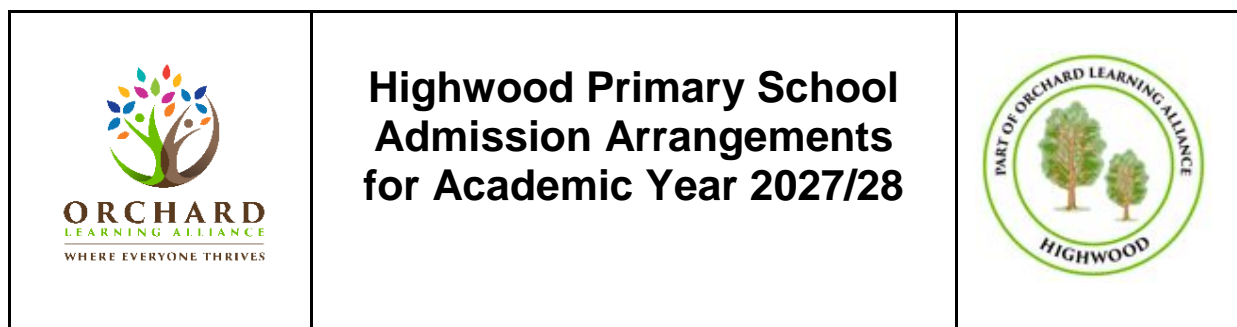 ORCHARD
LEARNING ALLIANCE
WHERE EVERYONE THRIVES
Highwood Primary School
Admission Arrangements
for Academic Year 2027/28
PART OF ORCHARD LEARNING ALLIANCE
HIGHWOOD